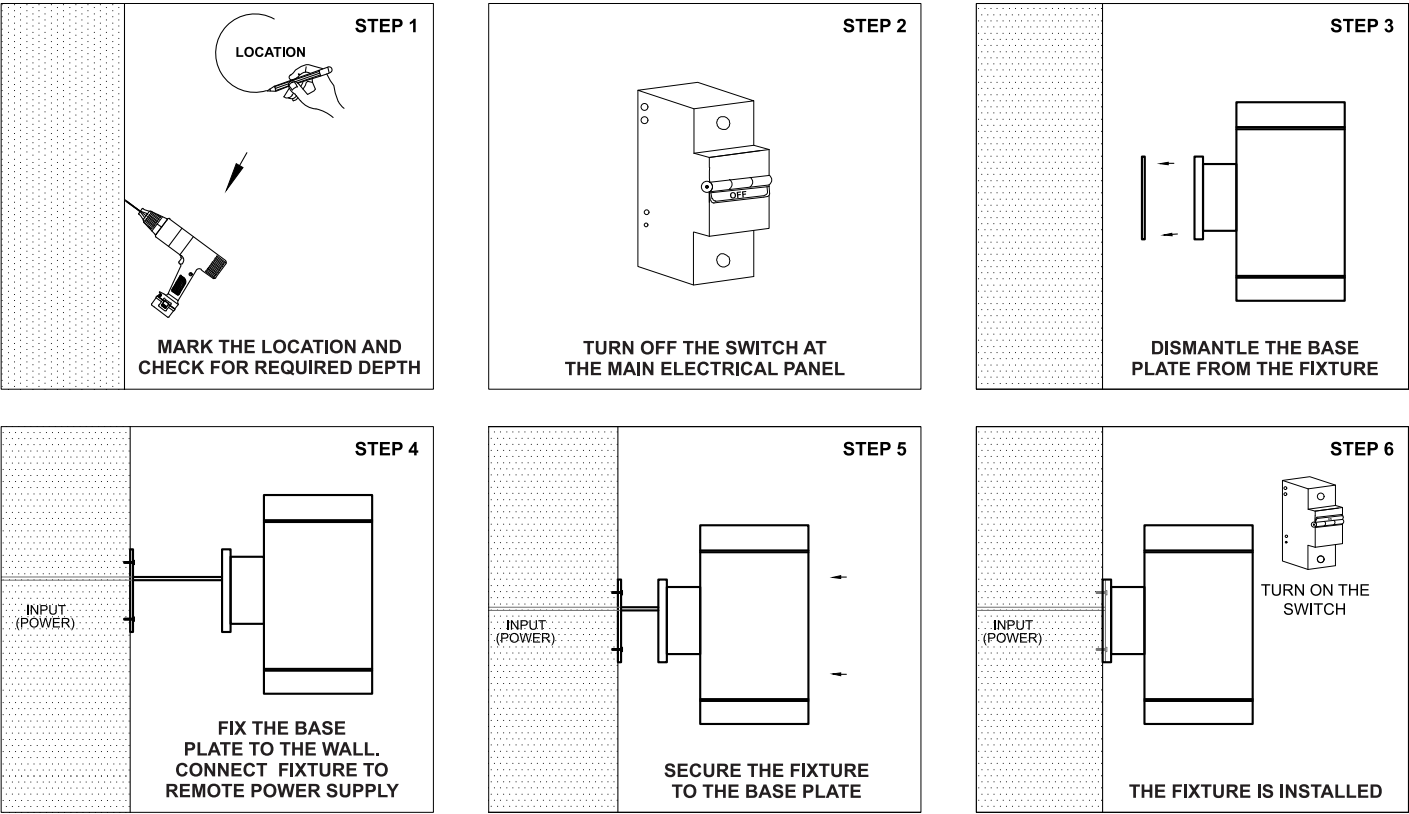 STEP 1
LOCATION
MARK THE LOCATION AND
CHECK FOR REQUIRED DEPTH
STEP 2
OFF
TURN OFF THE SWITCH AT
THE MAIN ELECTRICAL PANEL
STEP 3
DISMANTLE THE BASE
PLATE FROM THE FIXTURE
STEP 4
INPUT
(POWER)
FIX THE BASE
PLATE TO THE WALL.
CONNECT FIXTURE TO
REMOTE POWER SUPPLY
STEP 5
INPUT
(POWER)
SECURE THE FIXTURE
TO THE BASE PLATE
STEP 6
TURN ON THE
SWITCH
INPUT
(POWER)
THE FIXTURE IS INSTALLED